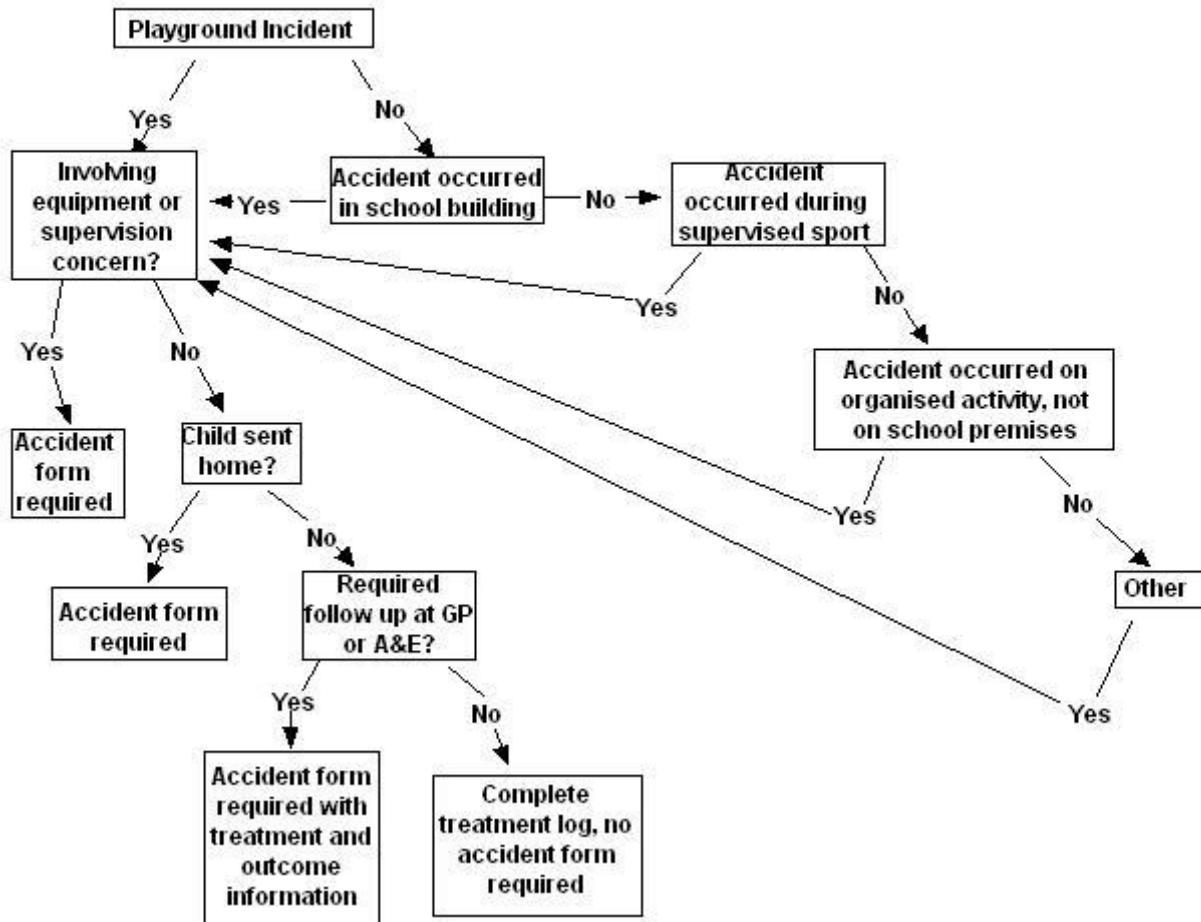 Playground Incident
Yes
No
Involving
equipment or
supervision
concern?
Yes
Accident occurred
in school building
No
Accident
occurred during
supervised sport
Yes
No
Accident occurred on
organised activity, not
on school premises
Yes
No
Other
Yes
Yes
No
Accident
form
required
Child sent
home?
Yes
No
Accident form
required
Required
follow up at GP
or A&E?
Yes
No
Accident form
required with
treatment and
outcome
information
Complete
treatment log, no
accident form
required